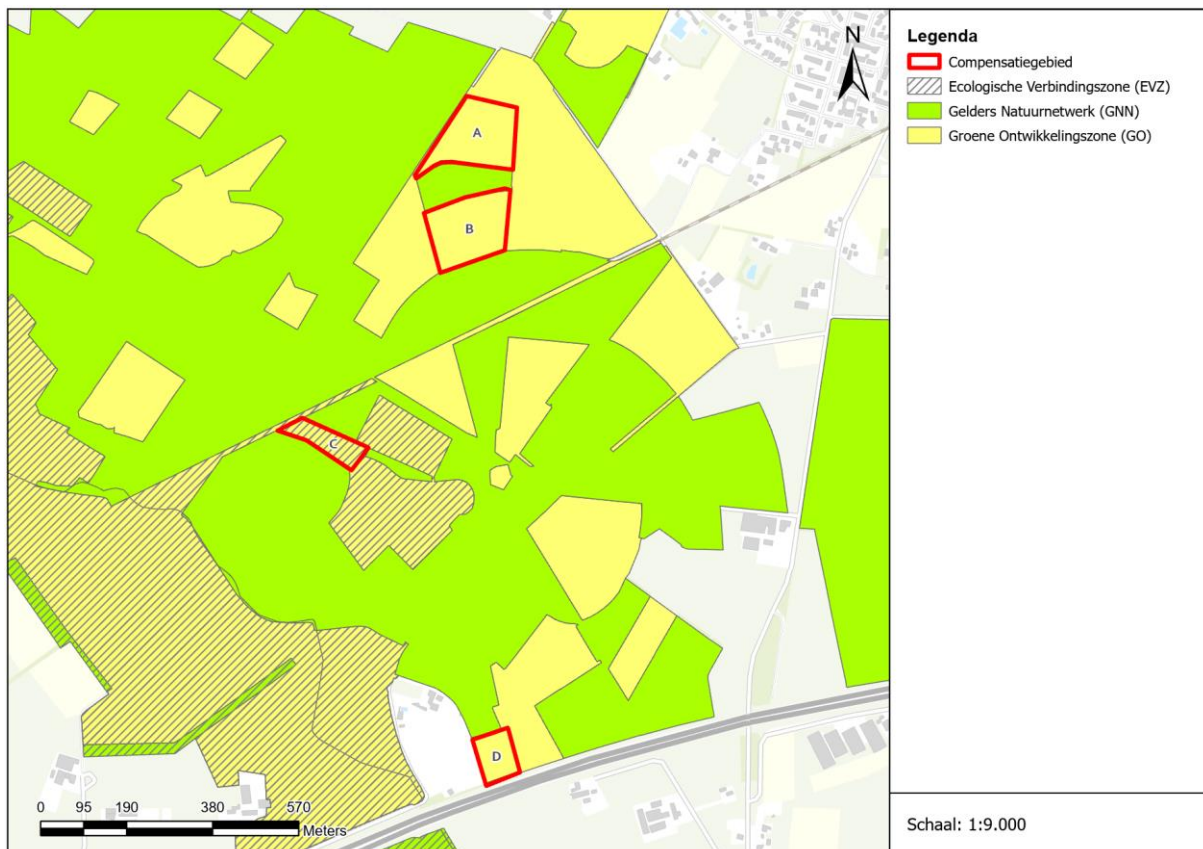 N
A
B
C
D
0 95 190 380 570
Meters
Legenda
Compensatiegebied
Ecologische Verbindingszone (EVZ)
Gelders Natuurnetwerk (GNN)
Groene Ontwikkelingszone (GO)
Schaal: 1:9.000